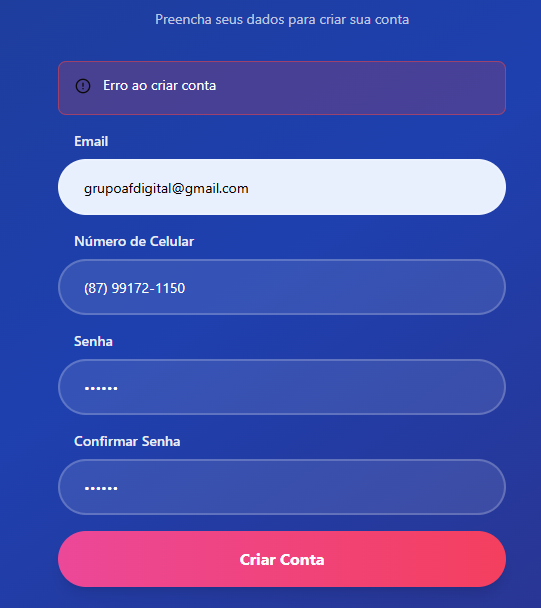 Preencha seus dados para criar sua conta
Erro ao criar conta
Email
grupoafdigital@gmail.com
Número de Celular
(87) 99172-1150
Senha
••••••
Confirmar Senha
••••••
Criar Conta